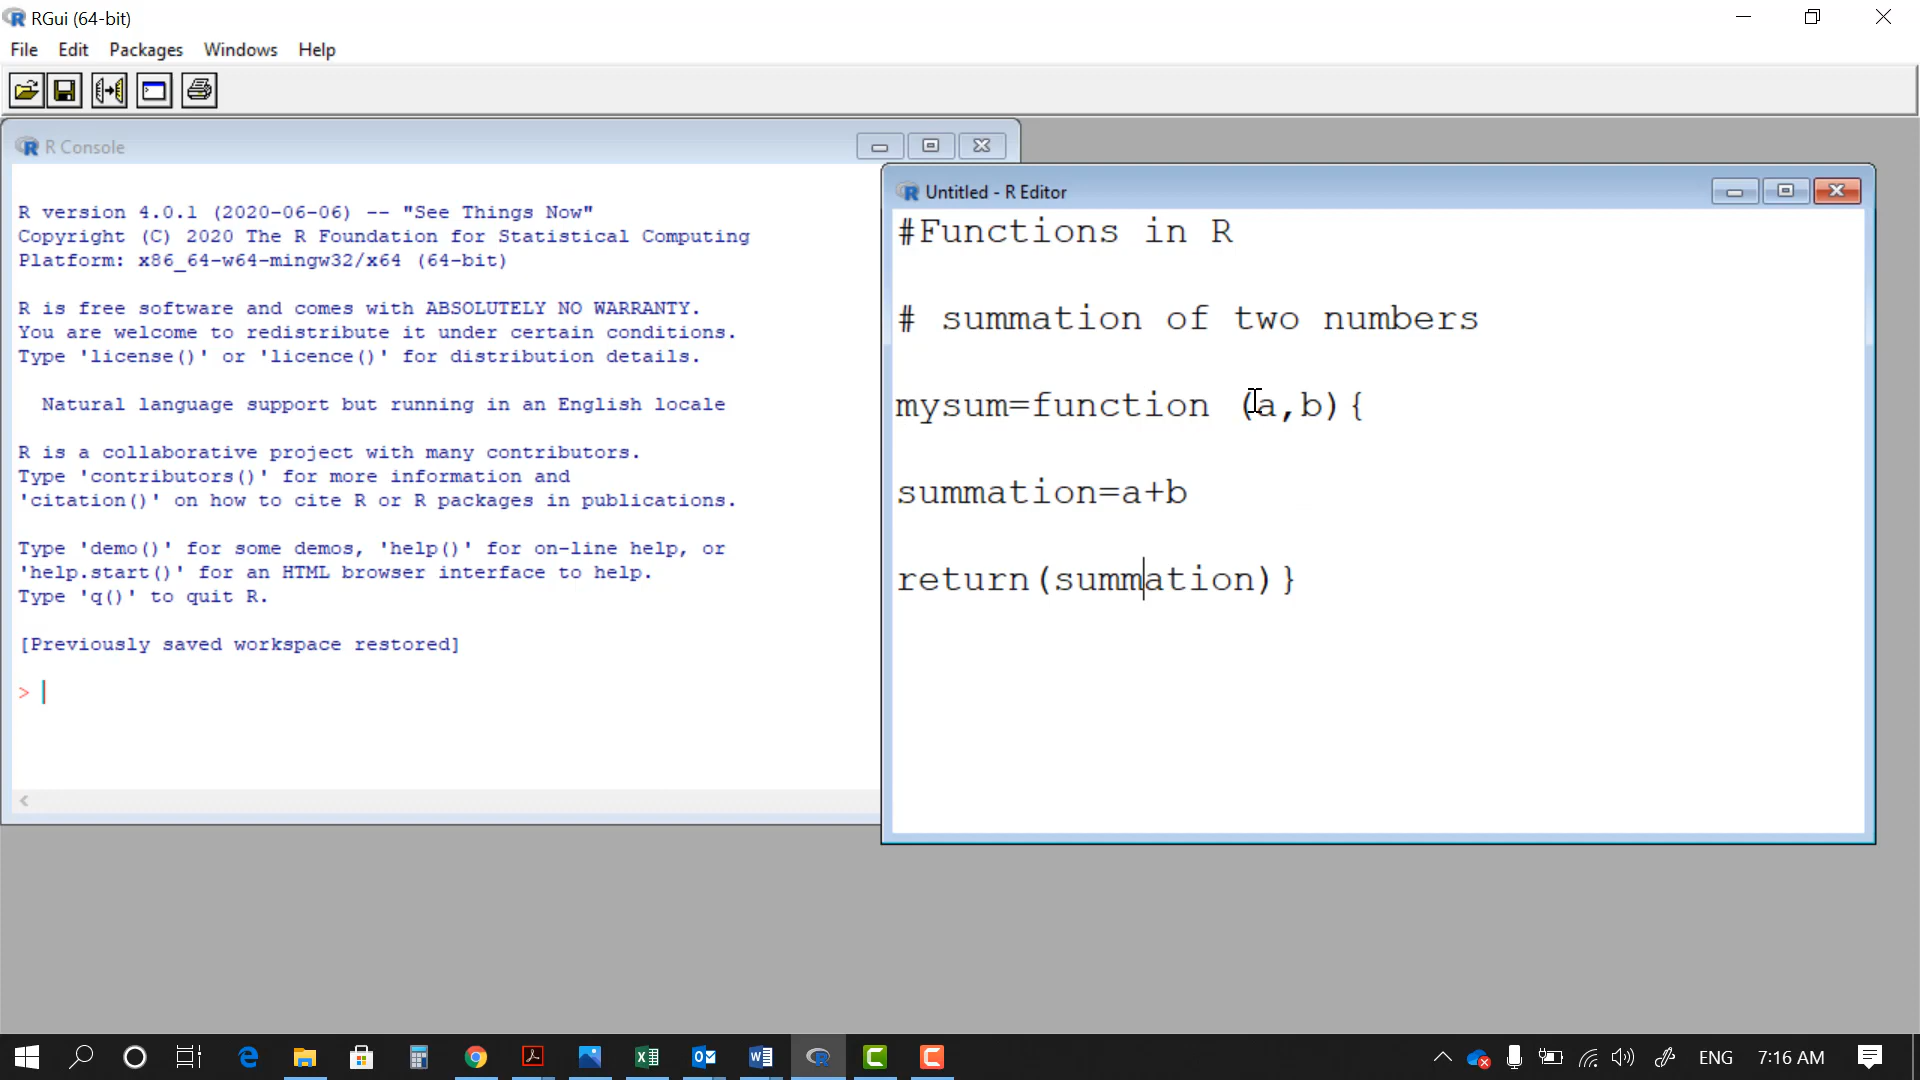 RGui (64-bit)
File Edit Packages Windows Help
R Console
R version 4.0.1 (2020-06-06) -- "See Things Now"
Copyright (C) 2020 The R Foundation for Statistical Computing
Platform: x86_64-w64-mingw32/x64 (64-bit)
R is free software and comes with ABSOLUTELY NO WARRANTY.
You are welcome to redistribute it under certain conditions.
Type 'license()' or 'licence()' for distribution details.
Natural language support but running in an English locale
R is a collaborative project with many contributors.
Type 'contributors()' for more information and
'citation()' on how to cite R or R packages in publications.
Type 'demo()' for some demos, 'help()' for on-line help, or
'help.start()' for an HTML browser interface to help.
Type 'q()' to quit R.
[Previously saved workspace restored]
>
Untitled - R Editor
#Functions in R
# summation of two numbers
mysum=function (a,b){
summation=a+b
return(summation)}
ENG 7:16 AM